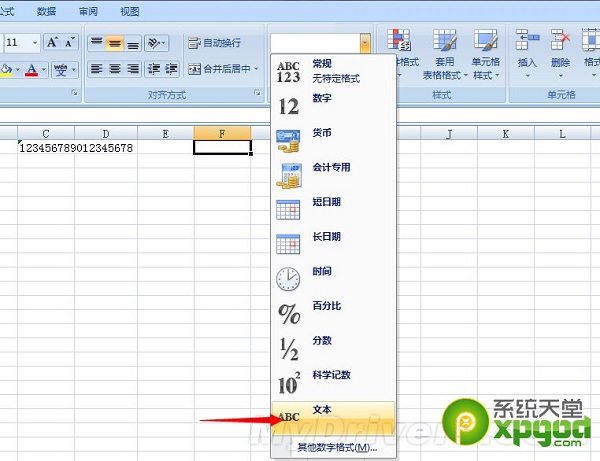 公式 数据 审阅 视图
11 A A 自动换行
合并后居中
wén 文
对齐方式
套用
表格格式
单元格
样式
样式
插入 删除 格式
单元格
C D E F J K L
123456789012345678
ABC
123
常规
无特定格式
12 数字
货币
会计专用
短日期
长日期
时间
% 百分比
1/2 分数
10² 科学记数
ABC 文本
其他数字格式(M)...
系统天堂
xpgod.com